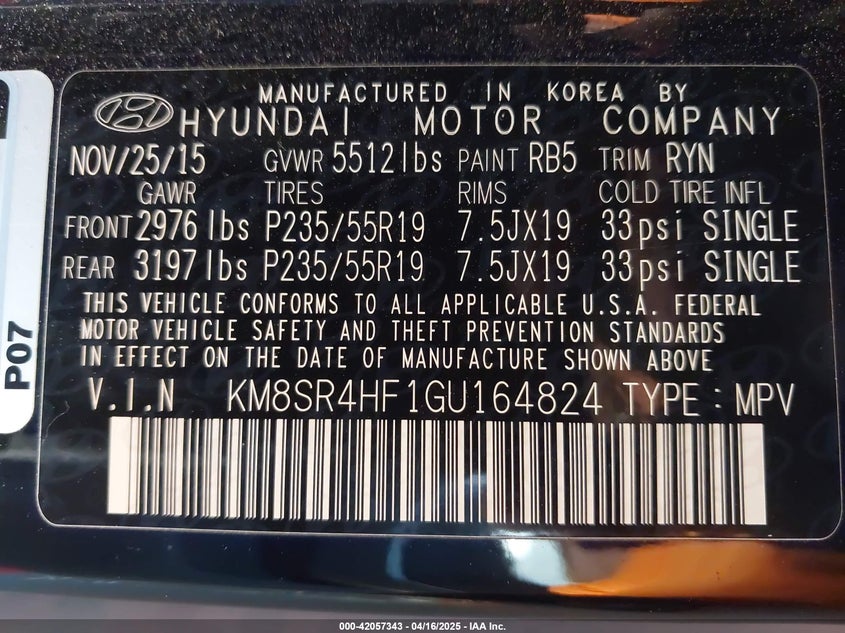 MANUFACTURED IN KOREA BY
HYUNDAI MOTOR COMPANY
NOV/25/15 GVWR 5512lbs PAINT RB5 TRIM RYN
GAWR TIRES RIMS COLD TIRE INFL
FRONT 2976 lbs P235/55R19 7.5JX19 33psi SINGLE
REAR 3197lbs P235/55R19 7.5JX19 33psi SINGLE
THIS VEHICLE CONFORMS TO ALL APPLICABLE U.S.A. FEDERAL
MOTOR VEHICLE SAFETY AND THEFT PREVENTION STANDARDS
IN EFFECT ON THE DATE OF MANUFACTURE SHOWN ABOVE
V.I.N KM8SR4HF1GU164824 TYPE : MPV
P07
000-42057343 - 04/16/2025 - IAA Inc.